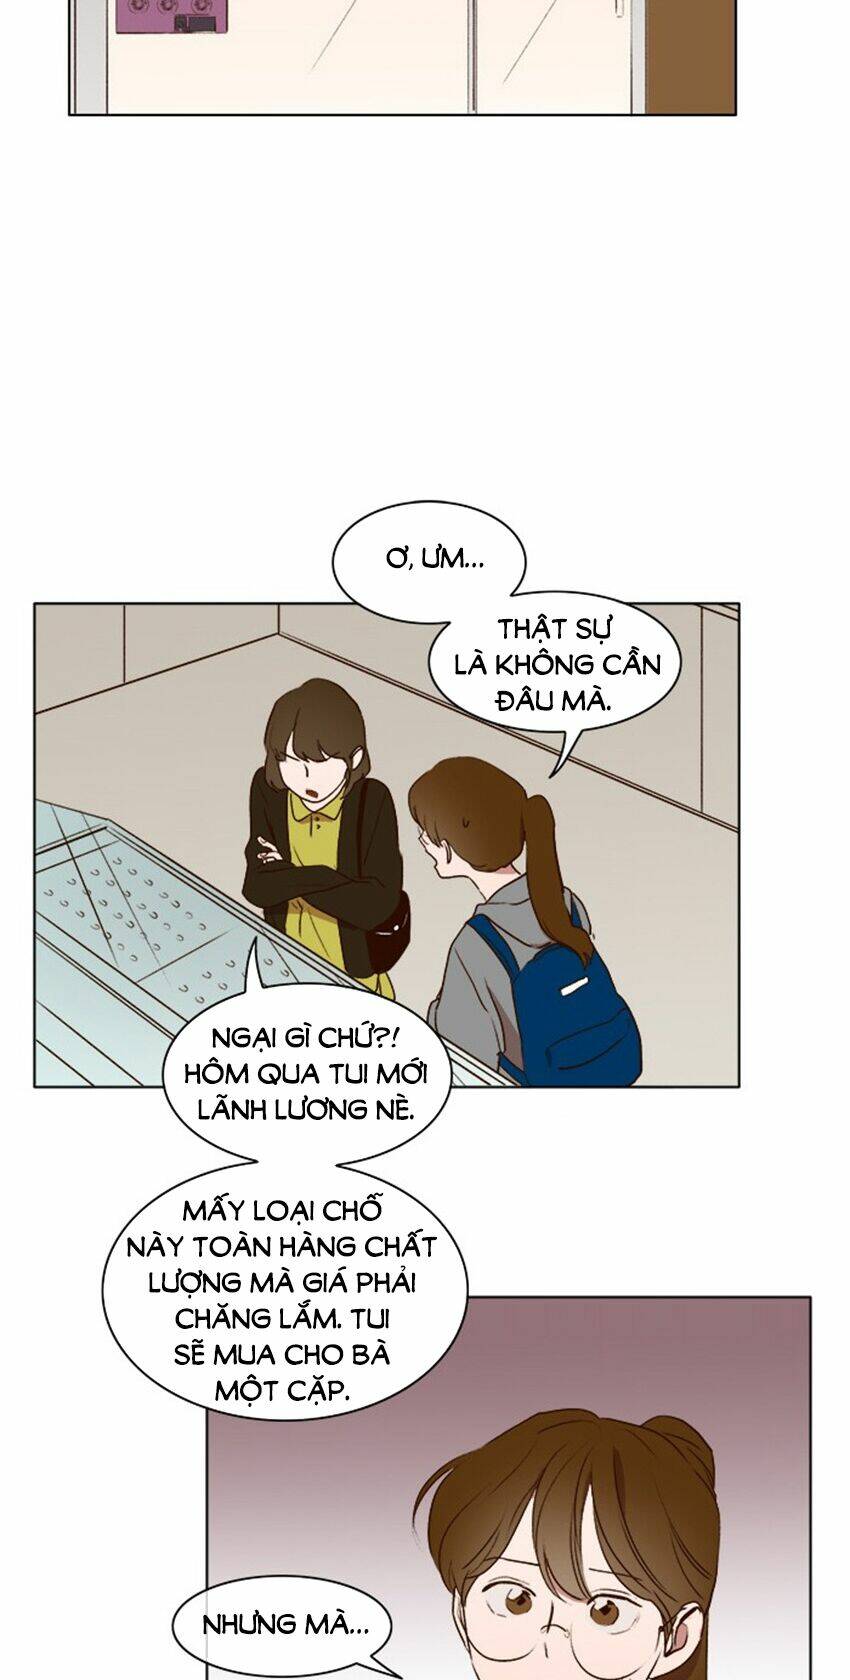 Ơ, ƯM...
THẬT SỰ
LÀ KHÔNG CẦN
ĐÂU MÀ.
NGẠI GÌ CHỨ?!
HÔM QUA TUI MỚI
LÃNH LƯƠNG NÈ.
MẤY LOẠI CHỖ
NÀY TOÀN HÀNG CHẤT
LƯỢNG MÀ GIÁ PHẢI
CHĂNG LẮM. TUI
SẼ MUA CHO BÀ
MỘT CẶP.
NHƯNG MÀ...